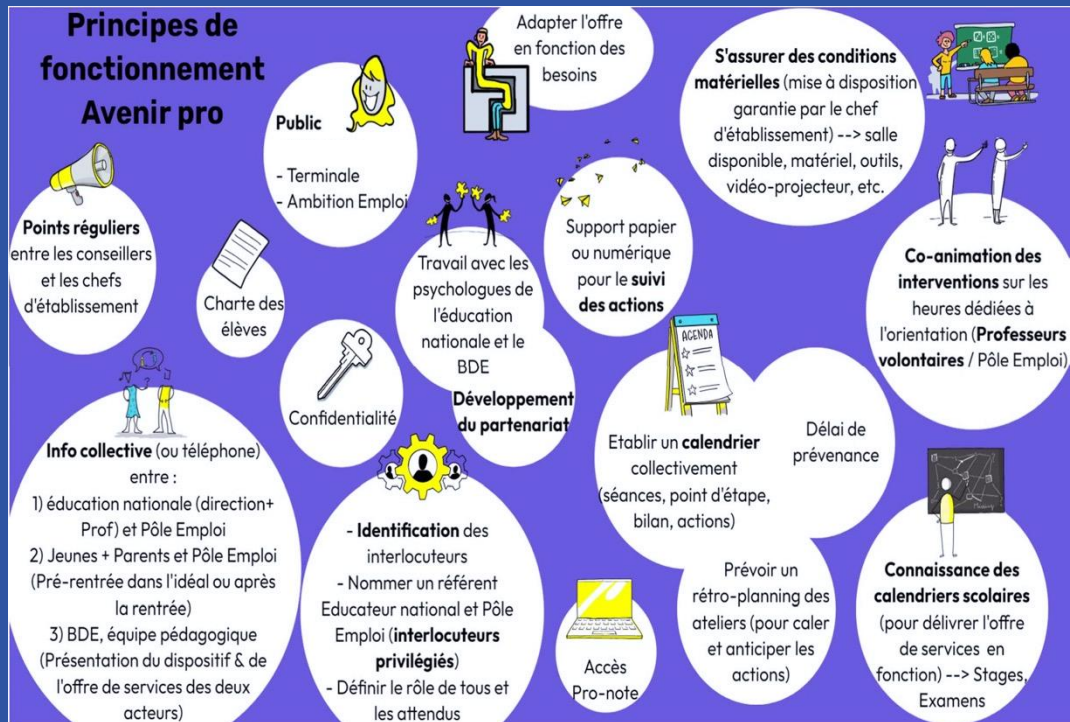 Principes de
fonctionnement
Avenir pro
Adapter l'offre
en fonction des
besoins
S'assurer des conditions
matérielles (mise à disposition
garantie par le chef
d'établissement) --> salle
disponible, matériel, outils,
vidéo-projecteur, etc.
Public
- Terminale
- Ambition Emploi
Points réguliers
entre les conseillers
et les chefs
d'établissement
Charte des
élèves
Travail avec les
psychologues de
l'éducation
nationale et le
BDE
Support papier
ou numérique
pour le suivi
des actions
Co-animation des
interventions sur les
heures dédiées à
l'orientation (Professeurs
volontaires / Pôle Emploi)
Confidentialité
Développement
du partenariat
AGENDA
Etablir un calendrier
collectivement
(séances, point d'étape,
bilan, actions)
Délai de
prévenance
Info collective (ou téléphone)
entre :
1) éducation nationale (direction+
Prof) et Pôle Emploi
2) Jeunes + Parents et Pôle Emploi
(Pré-rentrée dans l'idéal ou après
la rentrée)
3) BDE, équipe pédagogique
(Présentation du dispositif & de
l'offre de services des deux
acteurs)
- Identification des
interlocuteurs
- Nommer un référent
Educateur national et Pôle
Emploi (interlocuteurs
privilégiés)
- Définir le rôle de tous et
les attendus
Accès
Pro-note
Prévoir un
rétro-planning des
ateliers (pour caler
et anticiper les
actions)
Connaissance des
calendriers scolaires
(pour délivrer l'offre
de services en
fonction) --> Stages,
Examens